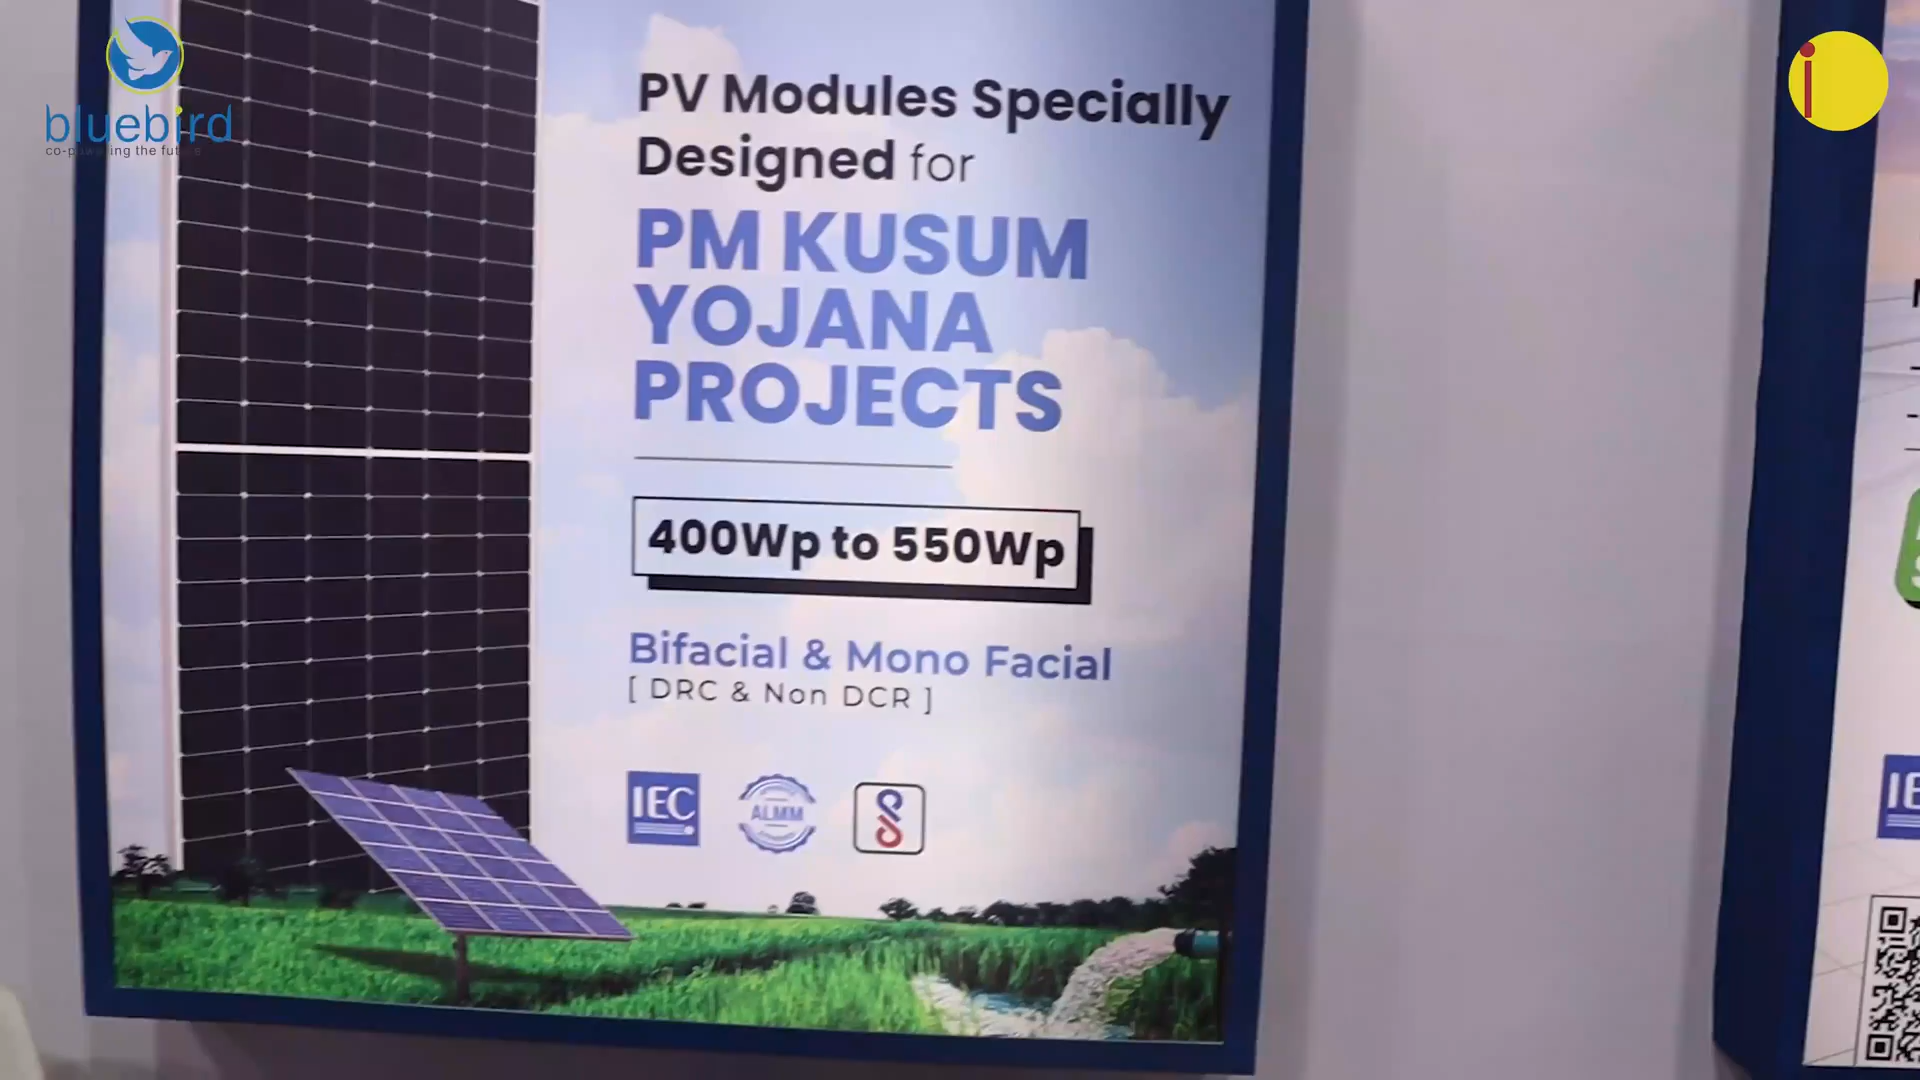 bluebird
PV Modules Specially
Designed for
PM KUSUM
YOJANA
PROJECTS
400Wp to 550Wp
Bifacial & Mono Facial
[ DRC & Non DCR ]
IEC
ALMM